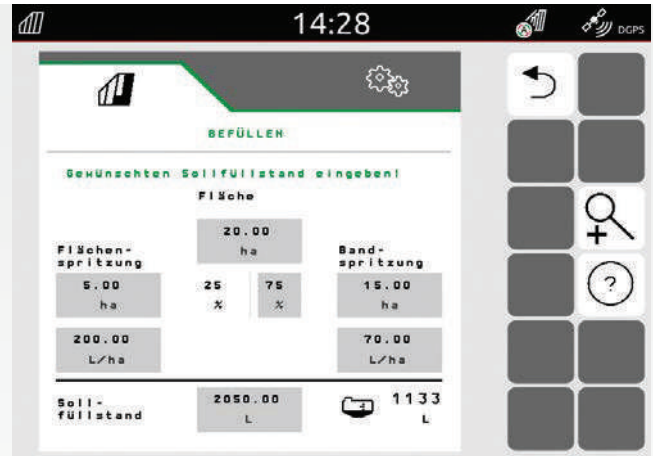 14:28
DGPS
BEFÜLLEN
Gewünschten Sollfüllstand eingeben!
Fläche
20.00
ha
Flächen-
spritzung
Band-
spritzung
5.00
ha
25
%
75
%
15.00
ha
200.00
L/ha
70.00
L/ha
Soll-
füllstand
2050.00
L
1133
L
+
?